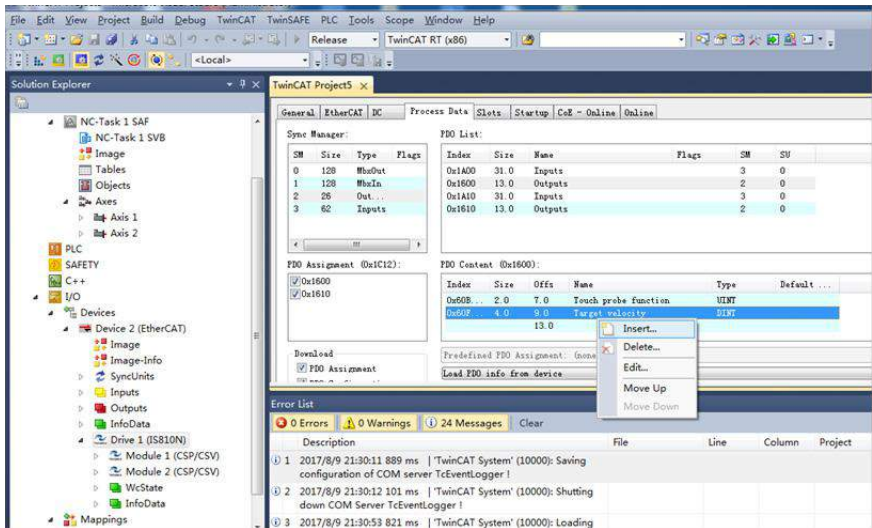 File Edit View Project Build Debug TwinCAT TwinSAFE PLC Tools Scope Window Help
Release TwinCAT RT (x86)
<Local>
Solution Explorer
TwinCAT Project5
NC-Task 1 SAF
NC-Task 1 SVB
Image
Tables
Objects
Axes
Axis 1
Axis 2
PLC
SAFETY
C++
I/O
Devices
Device 2 (EtherCAT)
Image
Image-Info
SyncUnits
Inputs
Outputs
InfoData
Drive 1 (IS810N)
Module 1 (CSP/CSV)
Module 2 (CSP/CSV)
WcState
InfoData
Mappings
General EtherCAT DC Process Data Slots Startup CoE - Online Online
Sync Manager:
SM Size Type Flags
0 128 MbxOut
1 128 MbxIn
2 26 Out...
3 62 Inputs
PDO List:
Index Size Name Flags SM SU
0x1A00 31.0 Inputs 3 0
0x1600 13.0 Outputs 2 0
0x1A10 31.0 Inputs 3 0
0x1610 13.0 Outputs 2 0
PDO Assignment (0x1C12):
0x1600
0x1610
PDO Content (0x1600):
Index Size Offs Name Type Default ...
0x60B... 2.0 7.0 Touch probe function UINT
0x60F... 4.0 9.0 Target velocity DINT
13.0
Insert...
Delete...
Edit...
Move Up
Move Down
Download
PDO Assignment
Predefined PDO Assignment: (none
Load PDO info from device
Error List
0 Errors 0 Warnings 24 Messages Clear
Description File Line Column Project
1 2017/8/9 21:30:11 889 ms | 'TwinCAT System' (10000): Saving
configuration of COM server TcEventLogger !
2 2017/8/9 21:30:12 101 ms | 'TwinCAT System' (10000): Shutting
down COM Server TcEventLogger !
3 2017/8/9 21:30:53 821 ms | 'TwinCAT System' (10000): Loading